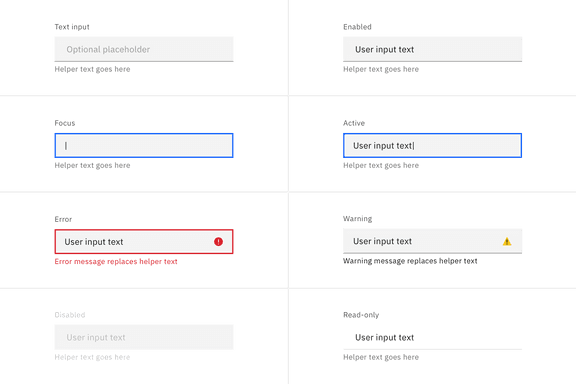 Text input
Optional placeholder
Helper text goes here
Enabled
User input text
Helper text goes here
Focus
Helper text goes here
Active
User input text
Helper text goes here
Error
User input text
Error message replaces helper text
Warning
User input text
Warning message replaces helper text
Disabled
User input text
Helper text goes here
Read-only
User input text
Helper text goes here